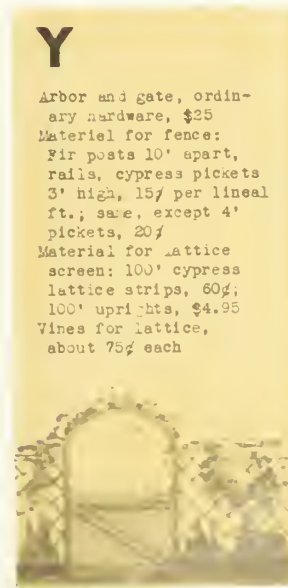 Y
Arbor and gate, ordin-
ary hardware, $25
Material for fence:
Fir posts 10' apart,
rails, cypress pickets
3' high, 15¢ per lineal
ft.; same, except 4'
pickets, 20¢
Material for lattice
screen: 100' cypress
lattice strips, 60¢;
100' uprights, $4.95
Vines for lattice,
about 75¢ each